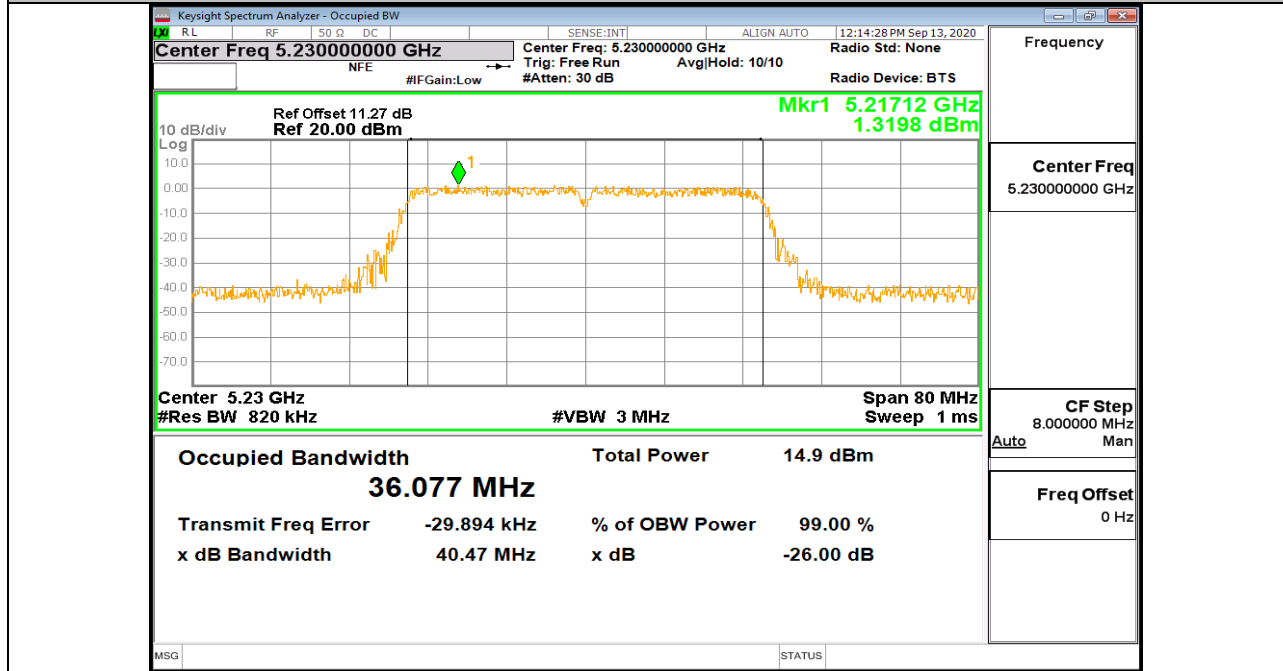 Keysight Spectrum Analyzer - Occupied BW
LXI RL RF 50 Ω DC SENSE:INT ALIGN AUTO 12:14:28 PM Sep 13, 2020
Center Freq 5.230000000 GHz
NFE
#IFGain:Low
Center Freq: 5.230000000 GHz
Trig: Free Run Avg|Hold: 10/10
#Atten: 30 dB
Radio Std: None
Radio Device: BTS
Ref Offset 11.27 dB
10 dB/div Ref 20.00 dBm
Mkr1 5.21712 GHz
1.3198 dBm
Log
10.0
0.00
-10.0
-20.0
-30.0
-40.0
-50.0
-60.0
-70.0
1
Center 5.23 GHz Span 80 MHz
#Res BW 820 kHz #VBW 3 MHz Sweep 1 ms
Occupied Bandwidth Total Power 14.9 dBm
36.077 MHz
Transmit Freq Error -29.894 kHz % of OBW Power 99.00 %
x dB Bandwidth 40.47 MHz x dB -26.00 dB
MSG STATUS
Frequency
Center Freq
5.230000000 GHz
CF Step
8.000000 MHz
Auto Man
Freq Offset
0 Hz